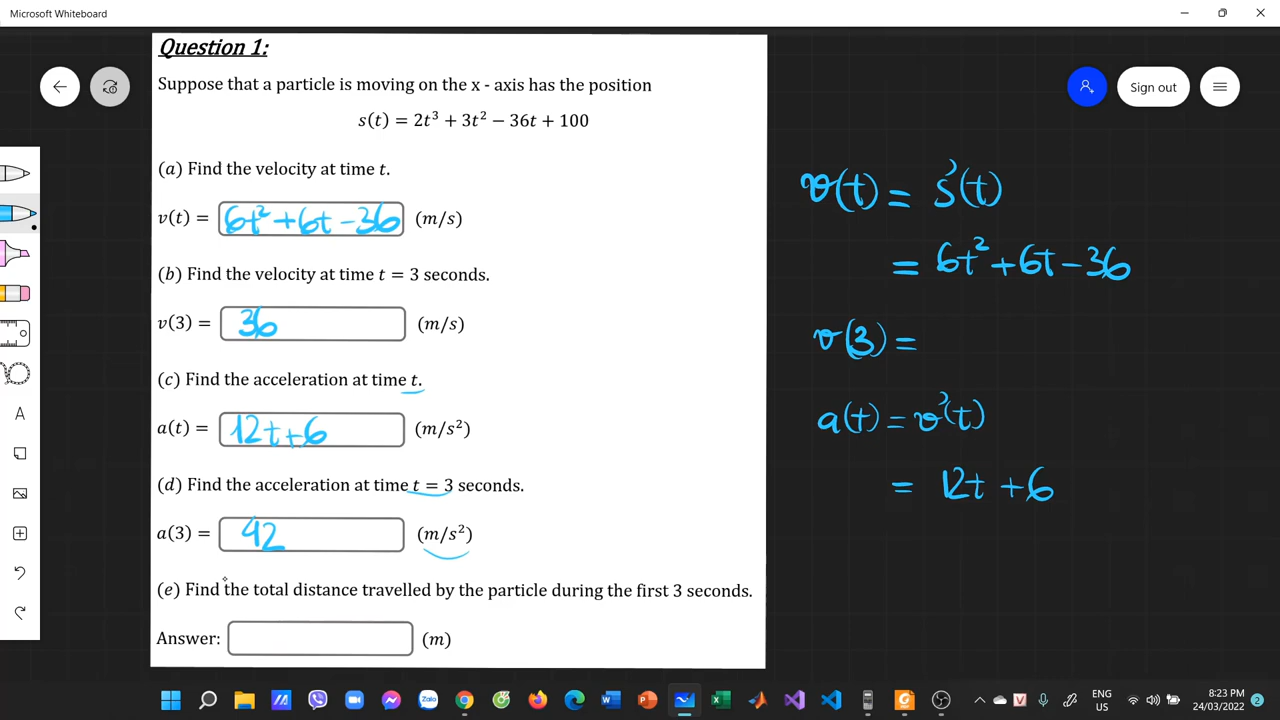 Microsoft Whiteboard
Question 1:
Suppose that a particle is moving on the x - axis has the position
s(t) = 2t³ + 3t² − 36t + 100
(a) Find the velocity at time t.
v(t) = 6t² + 6t − 36 (m/s)
(b) Find the velocity at time t = 3 seconds.
v(3) = 36 (m/s)
(c) Find the acceleration at time t.
a(t) = 12t + 6 (m/s²)
(d) Find the acceleration at time t = 3 seconds.
a(3) = 42 (m/s²)
(e) Find the total distance travelled by the particle during the first 3 seconds.
Answer: (m)
Sign out
v(t) = s'(t)
= 6t² + 6t − 36
v(3) =
a(t) = v'(t)
= 12t + 6
A
Zalo
ENG
US
8:23 PM
24/03/2022
2